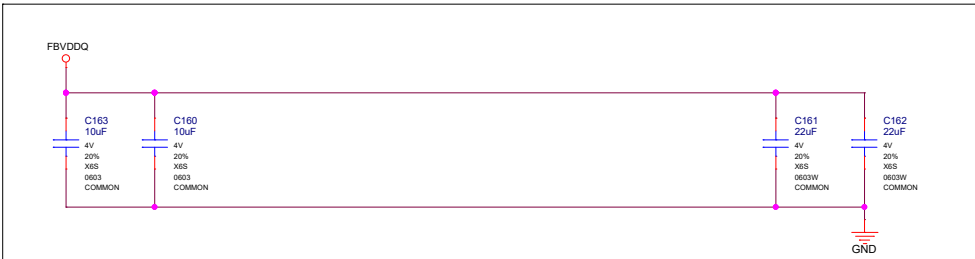 FBVDDQ
C163
10uF
4V
20%
X6S
0603
COMMON
C160
10uF
4V
20%
X6S
0603
COMMON
C161
22uF
4V
20%
X6S
0603W
COMMON
C162
22uF
4V
20%
X6S
0603W
COMMON
GND